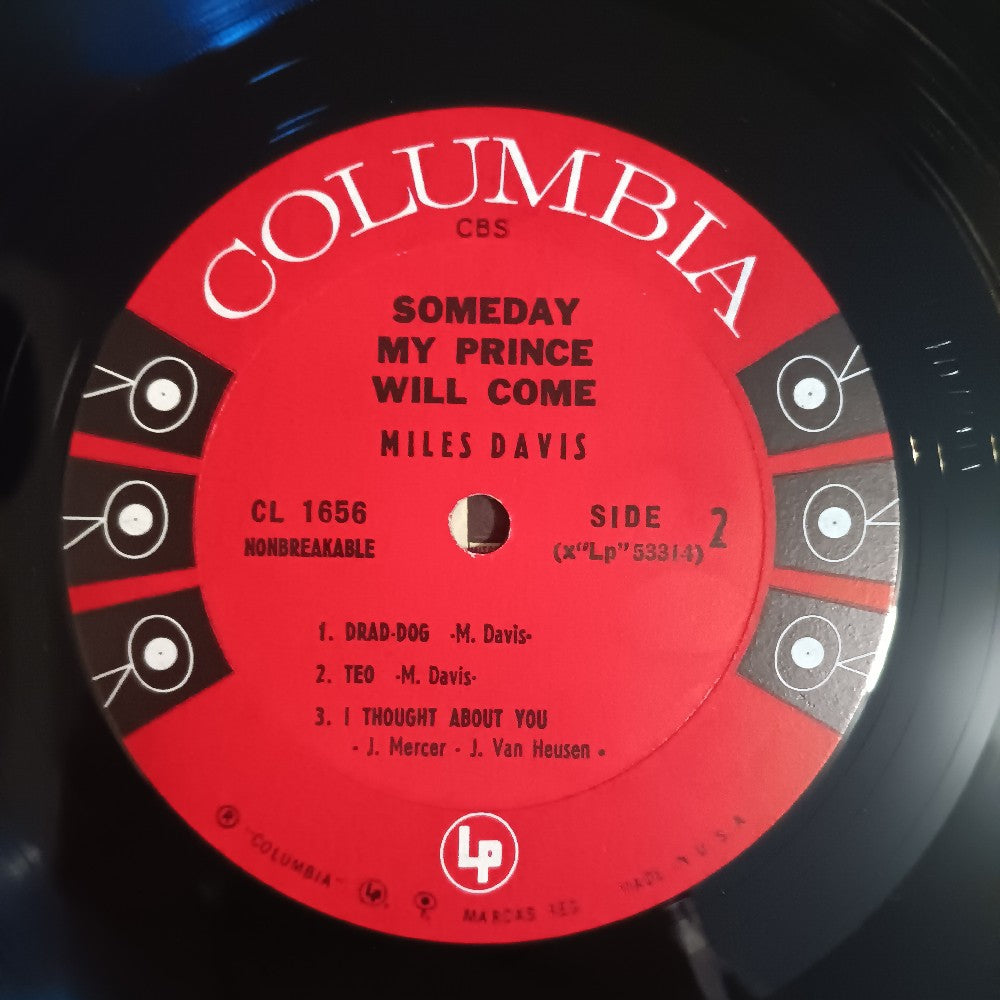 COLUMBIA
CBS
SOMEDAY
MY PRINCE
WILL COME
MILES DAVIS
CL 1656
NONBREAKABLE
SIDE 2
(x"Lp"53314)
1. DRAD-DOG -M. Davis-
2. TEO -M. Davis-
3. I THOUGHT ABOUT YOU
- J. Mercer - J. Van Heusen -
Lp
® "COLUMBIA" Lp MARCAS REG. MADE IN U.S.A.